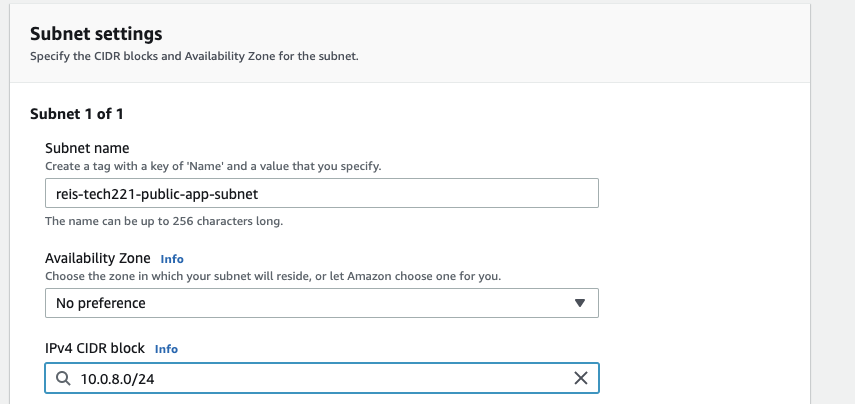 Subnet settings
Specify the CIDR blocks and Availability Zone for the subnet.
Subnet 1 of 1
Subnet name
Create a tag with a key of 'Name' and a value that you specify.
reis-tech221-public-app-subnet
The name can be up to 256 characters long.
Availability Zone Info
Choose the zone in which your subnet will reside, or let Amazon choose one for you.
No preference
IPv4 CIDR block Info
10.0.8.0/24